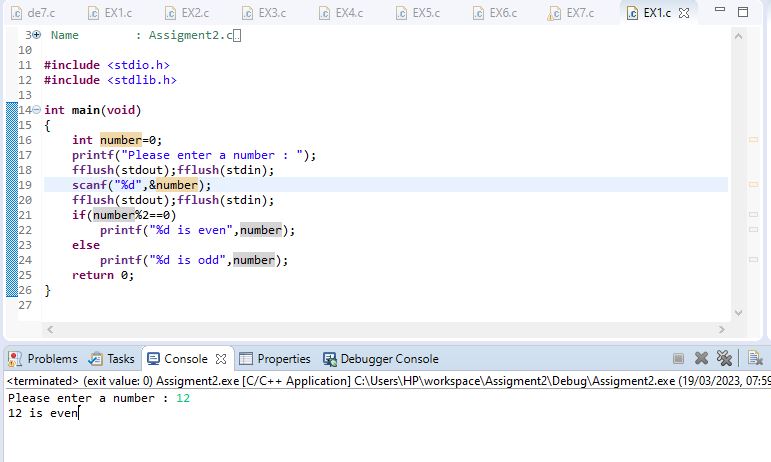 de7.c EX1.c EX2.c EX3.c EX4.c EX5.c EX6.c EX7.c EX1.c
3 Name : Assigment2.c
10
11 #include <stdio.h>
12 #include <stdlib.h>
13
14 int main(void)
15 {
16 int number=0;
17 printf("Please enter a number : ");
18 fflush(stdout);fflush(stdin);
19 scanf("%d",&number);
20 fflush(stdout);fflush(stdin);
21 if(number%2==0)
22 printf("%d is even",number);
23 else
24 printf("%d is odd",number);
25 return 0;
26 }
27
Problems Tasks Console Properties Debugger Console
<terminated> (exit value: 0) Assigment2.exe [C/C++ Application] C:\Users\HP\workspace\Assigment2\Debug\Assigment2.exe (19/03/2023, 07:59
Please enter a number : 12
12 is even